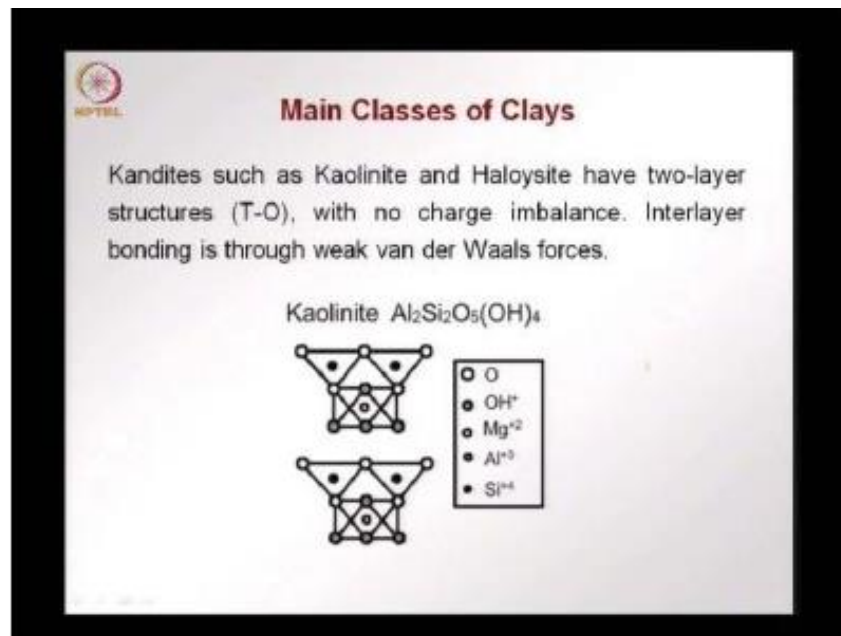 NPTEL
Main Classes of Clays
Kandites such as Kaolinite and Haloysite have two-layer
structures (T-O), with no charge imbalance. Interlayer
bonding is through weak van der Waals forces.
Kaolinite Al₂Si₂O₅(OH)₄
O
OH⁺
Mg⁺²
Al⁺³
Si⁺⁴